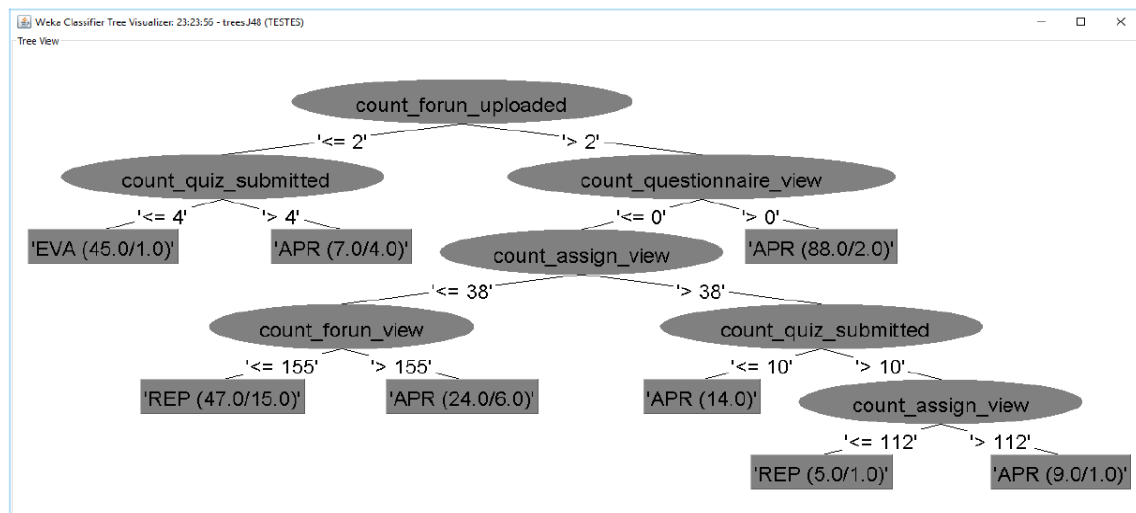 Weka Classifier Tree Visualizer: 23:23:56 - trees.J48 (TESTES)
Tree View
count_forun_uploaded
'<= 2' '> 2'
count_quiz_submitted count_questionnaire_view
'<= 4' '> 4' '<= 0' '> 0'
'EVA (45.0/1.0)' 'APR (7.0/4.0)' count_assign_view 'APR (88.0/2.0)'
'<= 38' '> 38'
count_forun_view count_quiz_submitted
'<= 155' '> 155' '<= 10' '> 10'
'REP (47.0/15.0)' 'APR (24.0/6.0)' 'APR (14.0)' count_assign_view
'<= 112' '> 112'
'REP (5.0/1.0)' 'APR (9.0/1.0)'